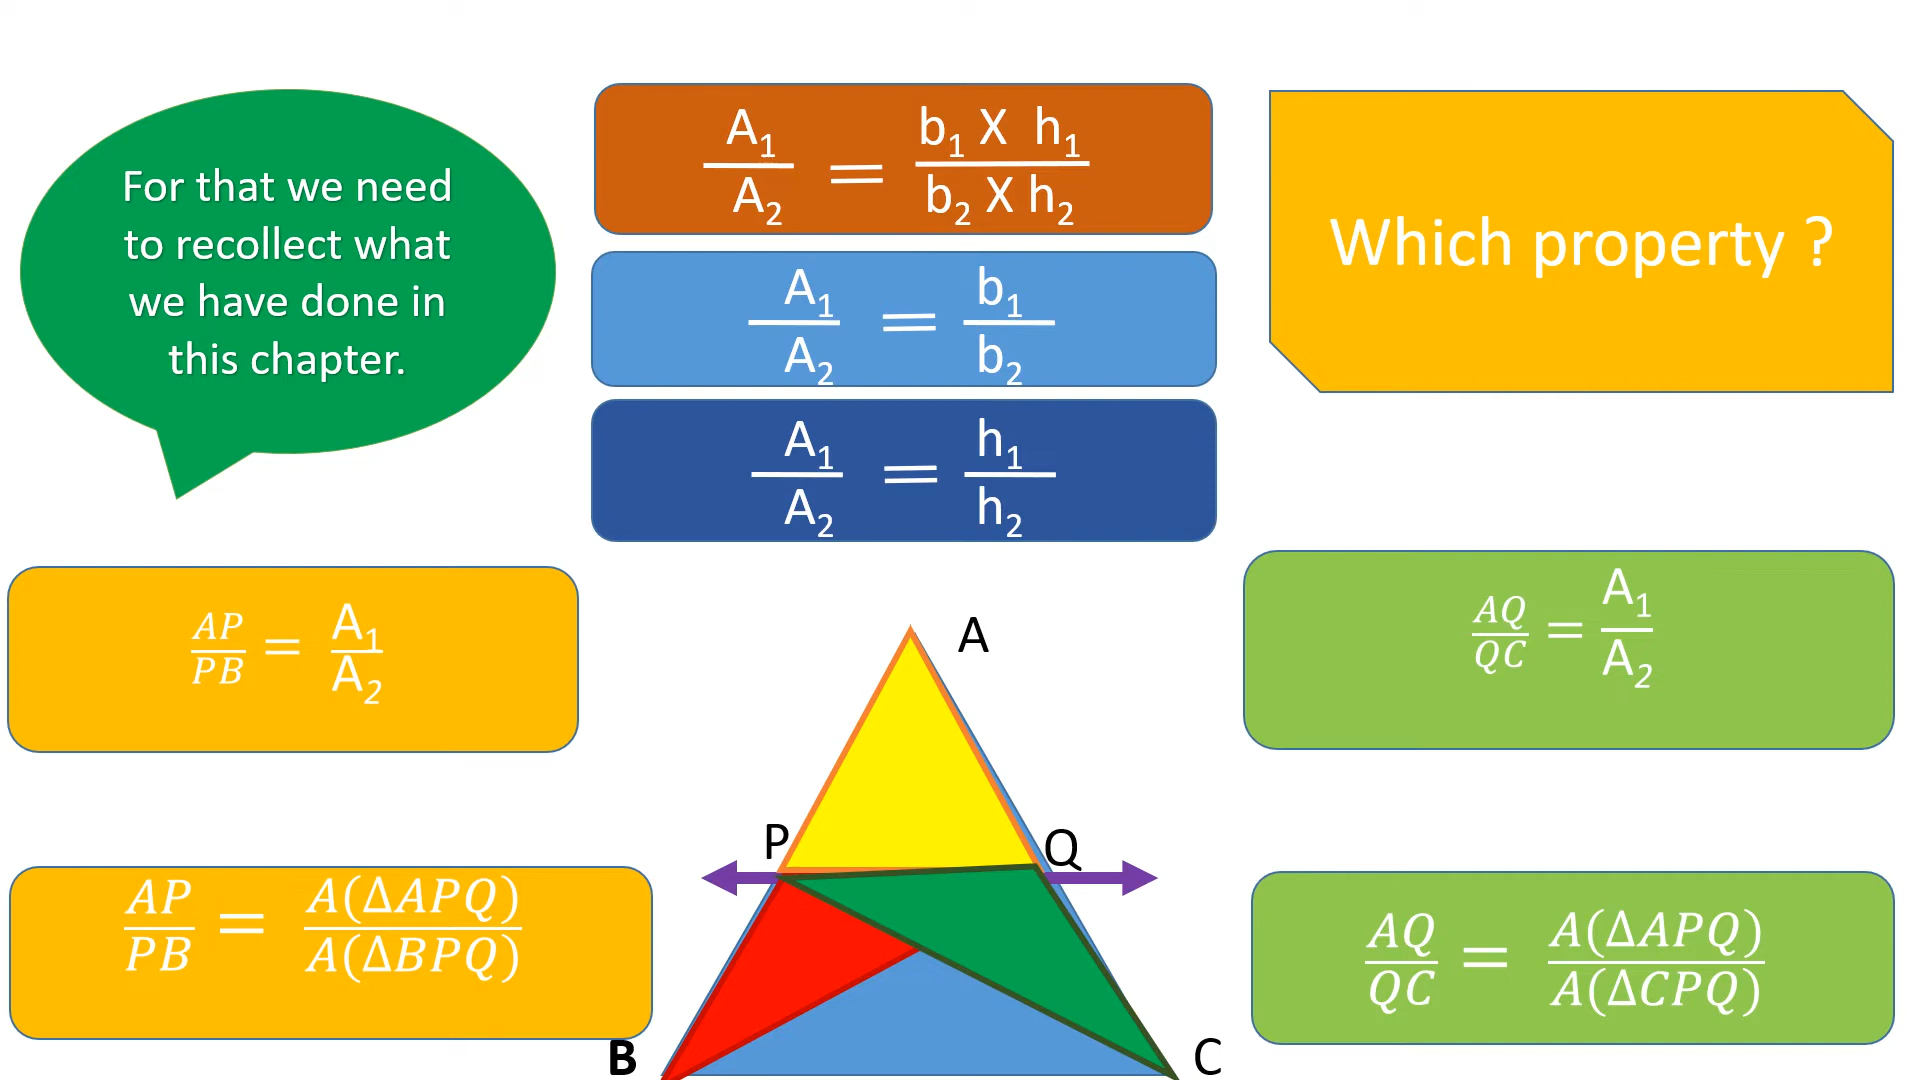 For that we need
to recollect what
we have done in
this chapter.
A₁/A₂ = b₁ X h₁/b₂ X h₂
A₁/A₂ = b₁/b₂
A₁/A₂ = h₁/h₂
Which property ?
AP/PB = A₁/A₂
AQ/QC = A₁/A₂
A
P
Q
AP/PB = A(ΔAPQ)/A(ΔBPQ)
AQ/QC = A(ΔAPQ)/A(ΔCPQ)
B
C